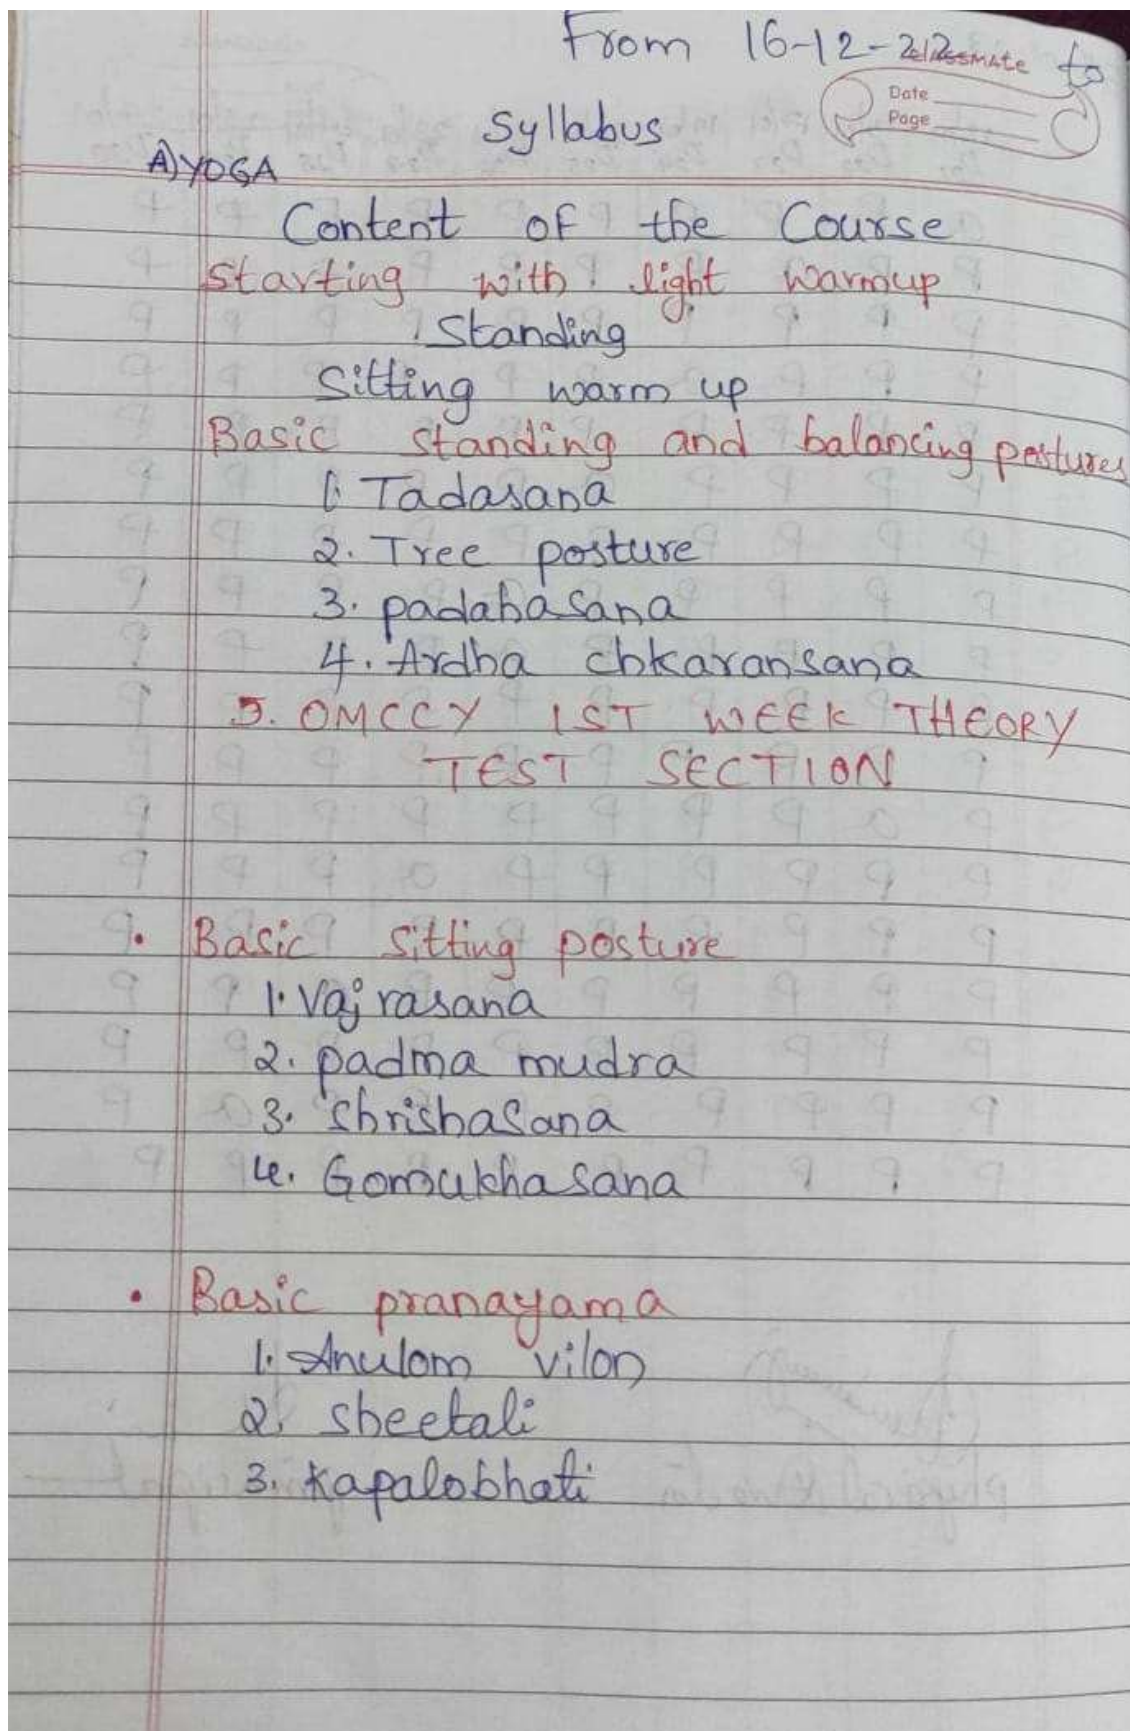 From 16-12-22 to
classmate
Date
Page
Syllabus
A) YOGA
Content of the Course
Starting with light warmup
Standing
Sitting warm up
Basic standing and balancing postures
1. Tadasana
2. Tree posture
3. padahasana
4. Ardha chkaransana
5. OMCCY 1ST WEEK THEORY
TEST SECTION
• Basic Sitting posture
1. Vajrasana
2. padma mudra
3. Shrishasana
4. Gomukhasana
• Basic pranayama
1. Anulom vilom
2. sheetali
3. kapalobhati